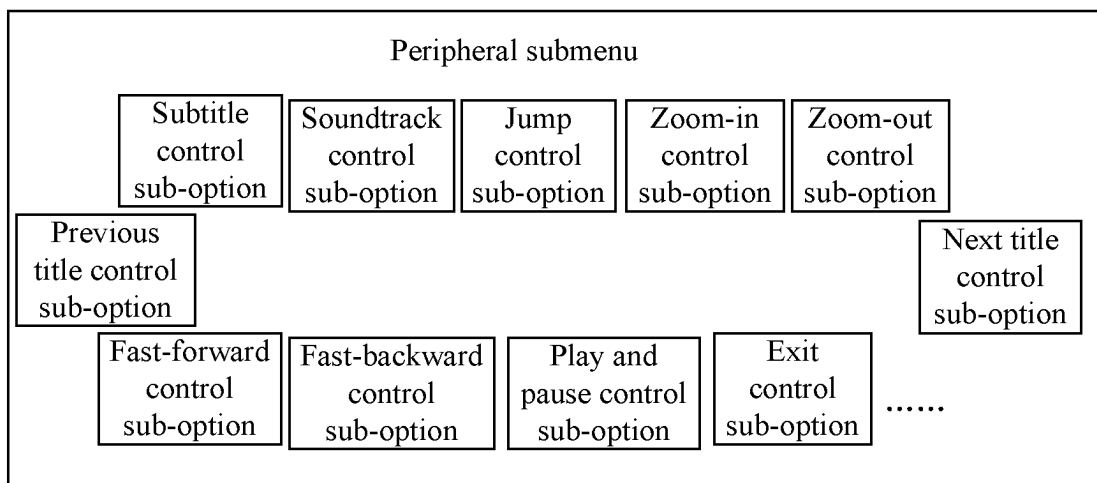 Peripheral submenu
Subtitle
control
sub-option
Soundtrack
control
sub-option
Jump
control
sub-option
Zoom-in
control
sub-option
Zoom-out
control
sub-option
Previous
title control
sub-option
Next title
control
sub-option
Fast-forward
control
sub-option
Fast-backward
control
sub-option
Play and
pause control
sub-option
Exit
control
sub-option
......